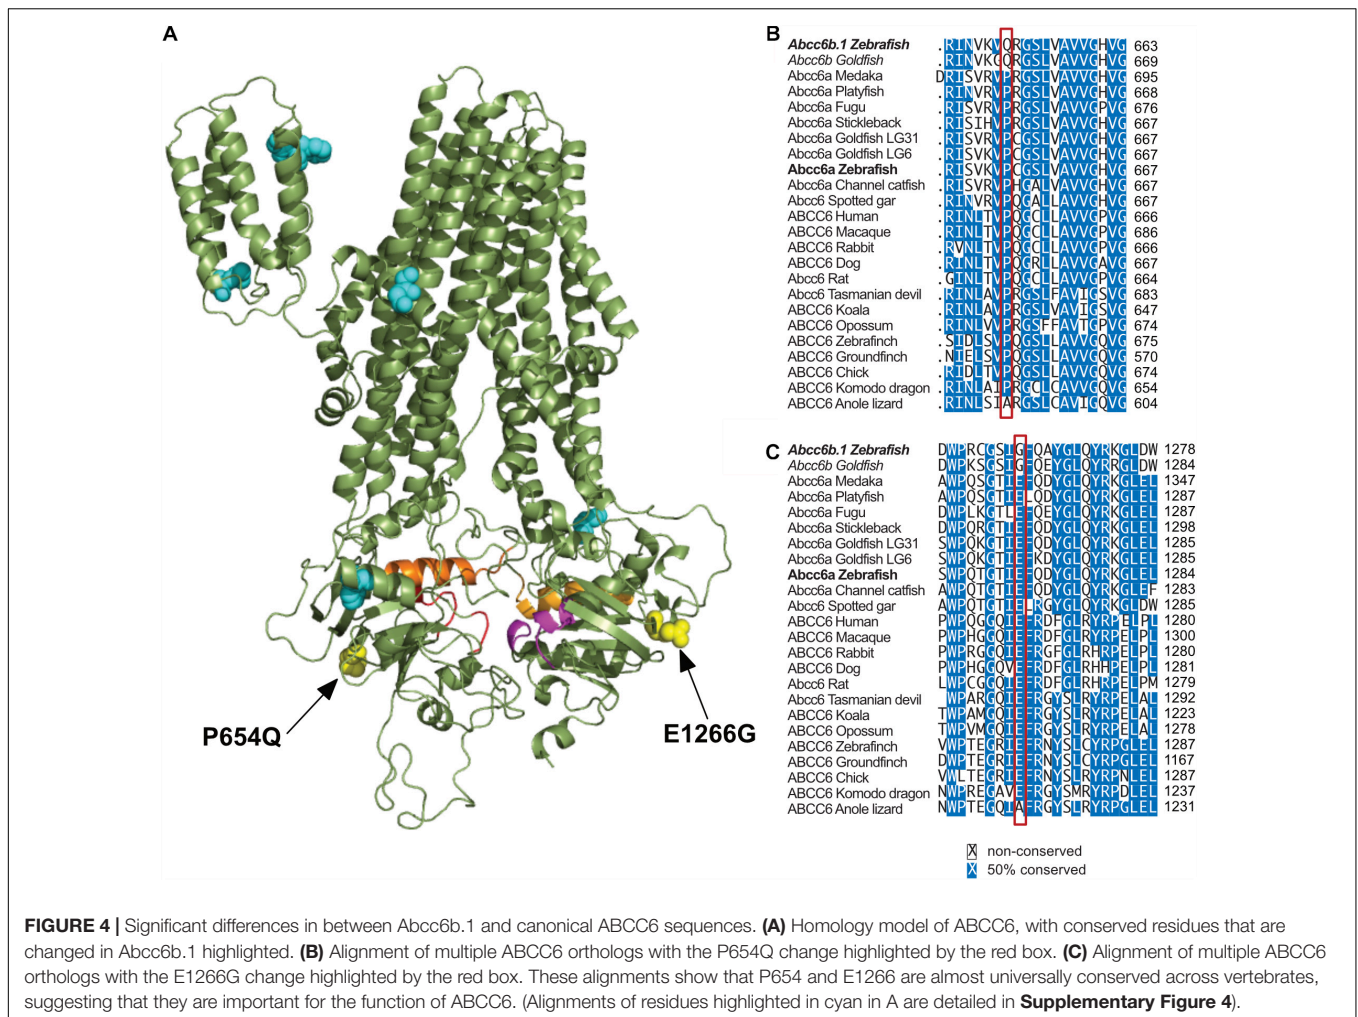 A
P654Q
E1266G
B
Abcc6b.1 Zebrafish .RINVKVQRGSLVAVVGHVG 663
Abcc6b Goldfish .RINVKGQRGSLVAVVGHVG 669
Abcc6a Medaka DRISVRVPRGSLVAVVGHVG 695
Abcc6a Platyfish .RINVRVPRGSLVAVVGHVG 668
Abcc6a Fugu .RISVRVPRGSLVAVVGHVG 676
Abcc6a Stickleback .RISIHVPRGSLVAVVGHVG 667
Abcc6a Goldfish LG31 .RISVRVPCGSLVAVVGHVG 667
Abcc6a Goldfish LG6 .RISVKVPCGSLVAVVGHVG 667
Abcc6a Zebrafish .RISVKVPCGSLVAVVGHVG 667
Abcc6a Channel catfish .RISVRVPHGALVAVVGHVG 667
Abcc6 Spotted gar .RINVRVPQGALLAVVGHVG 667
ABCC6 Human .RINLTVPQGCLLAVVGPVG 666
ABCC6 Macaque .RINLTVPQGCLLAVVGPVG 686
ABCC6 Rabbit .RVNLTVPQGCLLAVVGPVG 666
ABCC6 Dog .RINLTVPQGRLLAVVGAVG 667
Abcc6 Rat .GINLTVPQGCLLAVVGPVG 664
Abcc6 Tasmanian devil .RINLAVPRGSLFAVIGSVG 683
ABCC6 Koala .RINLAVPRGSLVAVIGSVG 647
ABCC6 Opossum .RINLVVPRGSFFAVTGPVG 674
ABCC6 Zebrafinch .SIDLSVPQGSLLAVVGQVG 675
ABCC6 Groundfinch .NIELSVPQGSLLAVVGQVG 570
ABCC6 Chick .RIDLTVPQGSLLAVVGQVG 674
ABCC6 Komodo dragon .RINLAIPRGCLCAVVGQVG 654
ABCC6 Anole lizard .RINLSIARGSLCAVIGQVG 604
C
Abcc6b.1 Zebrafish DWPRCGSIGFQAYGLQYRKGLDW 1278
Abcc6b Goldfish DWPKSGSIGFQEYGLQYRRGLDW 1284
Abcc6a Medaka AWPQSGTIEFQDYGLQYRKGLEL 1347
Abcc6a Platyfish AWPQSGTIELQDYGLQYRKGLEL 1287
Abcc6a Fugu DWPLKGTLEFQEYGLQYRKGLEL 1287
Abcc6a Stickleback DWPQRGTIEFQDYGLQYRKGLEL 1298
Abcc6a Goldfish LG31 SWPQKGTIEFKDYGLQYRKGLEL 1285
Abcc6a Goldfish LG6 SWPQKGTIEFKDYGLQYRKGLEL 1285
Abcc6a Zebrafish SWPQTGTIEFQDYGLQYRKGLEL 1284
Abcc6a Channel catfish AWPQTGTIEFQDYGLQYRKGLEF 1283
Abcc6 Spotted gar AWPQTGTIELRGYGLQYRKGLDW 1285
ABCC6 Human PWPQGGQIEFRDFGLRYRPELPL 1280
ABCC6 Macaque PWPHGGQIEFRDFGLRYRPELPL 1300
ABCC6 Rabbit PWPRGGQIEFRGFGLRHRPELPL 1280
ABCC6 Dog PWPHGGQVEFRDFGLRHHPELPL 1281
Abcc6 Rat LWPCGGQIEFRDFGLRHRPELPM 1279
Abcc6 Tasmanian devil WPARGQIEFRGYSLRYRPELAL 1292
ABCC6 Koala TWPAMGQIEFRGYSLRYRPELAL 1223
ABCC6 Opossum TWPVMGQIEFRGYSLRYRPELAL 1278
ABCC6 Zebrafinch VWPTEGRIEFRNYSLCYRPGLEL 1287
ABCC6 Groundfinch DWPTEGRIEFRNYSLCYRPGLEL 1167
ABCC6 Chick VWLTEGRIEFRNYSLRYRPNLEL 1287
ABCC6 Komodo dragon NWPREGAVEFRGYSMRYRPDLEL 1237
ABCC6 Anole lizard NWPTEGQIAFRGYSLRYRPGLEL 1231
X non-conserved
X 50% conserved
FIGURE 4 | Significant differences in between Abcc6b.1 and canonical ABCC6 sequences. (A) Homology model of ABCC6, with conserved residues that are
changed in Abcc6b.1 highlighted. (B) Alignment of multiple ABCC6 orthologs with the P654Q change highlighted by the red box. (C) Alignment of multiple ABCC6
orthologs with the E1266G change highlighted by the red box. These alignments show that P654 and E1266 are almost universally conserved across vertebrates,
suggesting that they are important for the function of ABCC6. (Alignments of residues highlighted in cyan in A are detailed in Supplementary Figure 4).